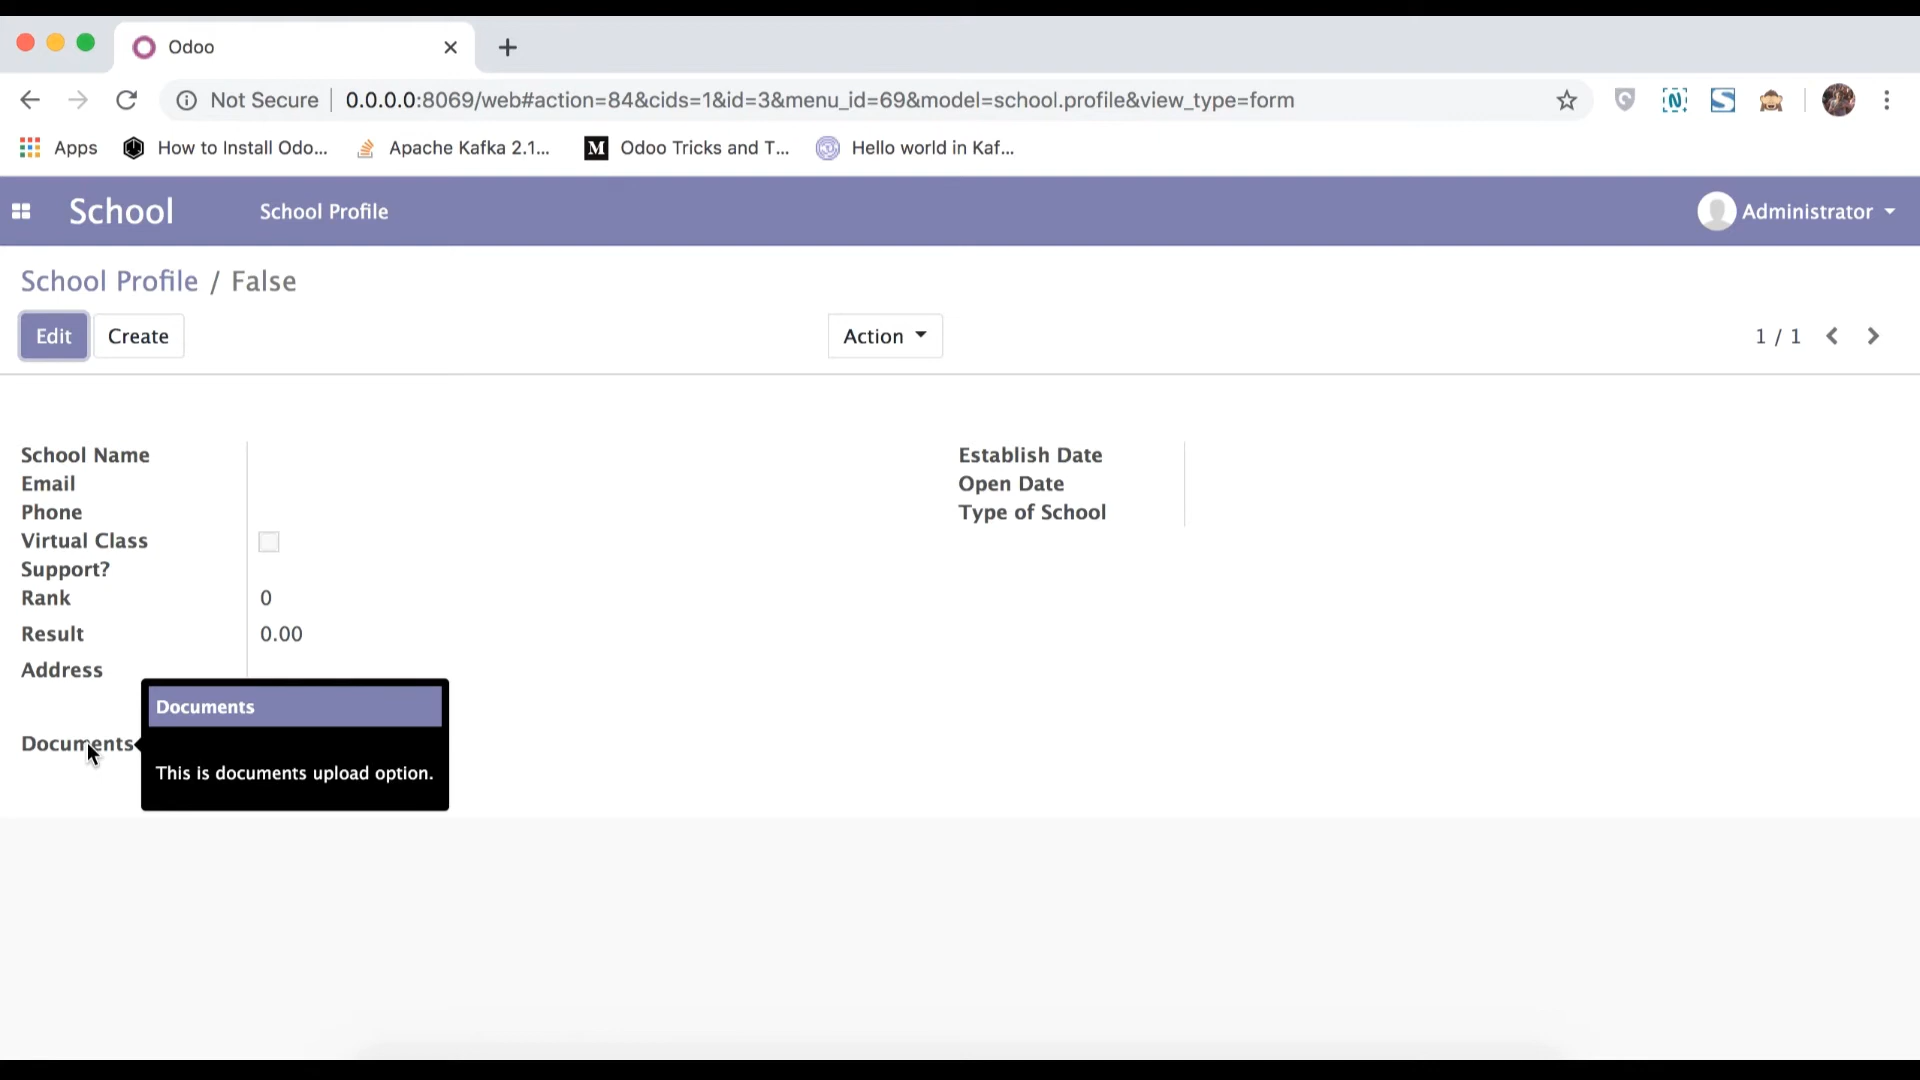 Odoo
Not Secure 0.0.0.0:8069/web#action=84&cids=1&id=3&menu_id=69&model=school.profile&view_type=form
Apps How to Install Odo... Apache Kafka 2.1... M Odoo Tricks and T... Hello world in Kaf...
School School Profile Administrator
School Profile / False
Edit Create Action 1 / 1
School Name
Email
Phone
Virtual Class
Support?
Rank 0
Result 0.00
Address
Establish Date
Open Date
Type of School
Documents
Documents
This is documents upload option.